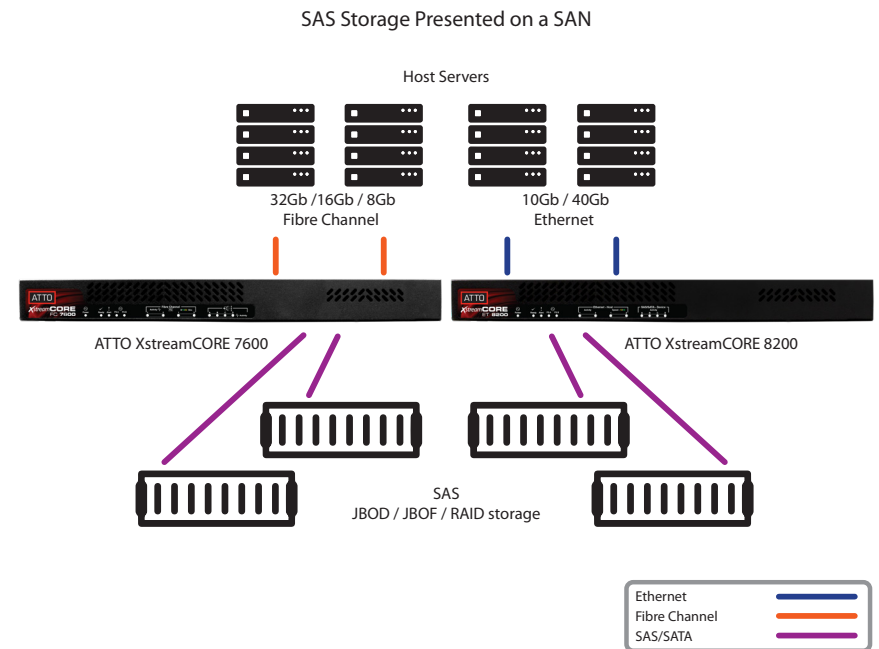 SAS Storage Presented on a SAN
Host Servers
32Gb /16Gb / 8Gb
Fibre Channel
10Gb / 40Gb
Ethernet
ATTO
XstreamCORE
FC 7600
ATTO
XstreamCORE
ET 8200
ATTO XstreamCORE 7600
ATTO XstreamCORE 8200
SAS
JBOD / JBOF / RAID storage
Ethernet
Fibre Channel
SAS/SATA